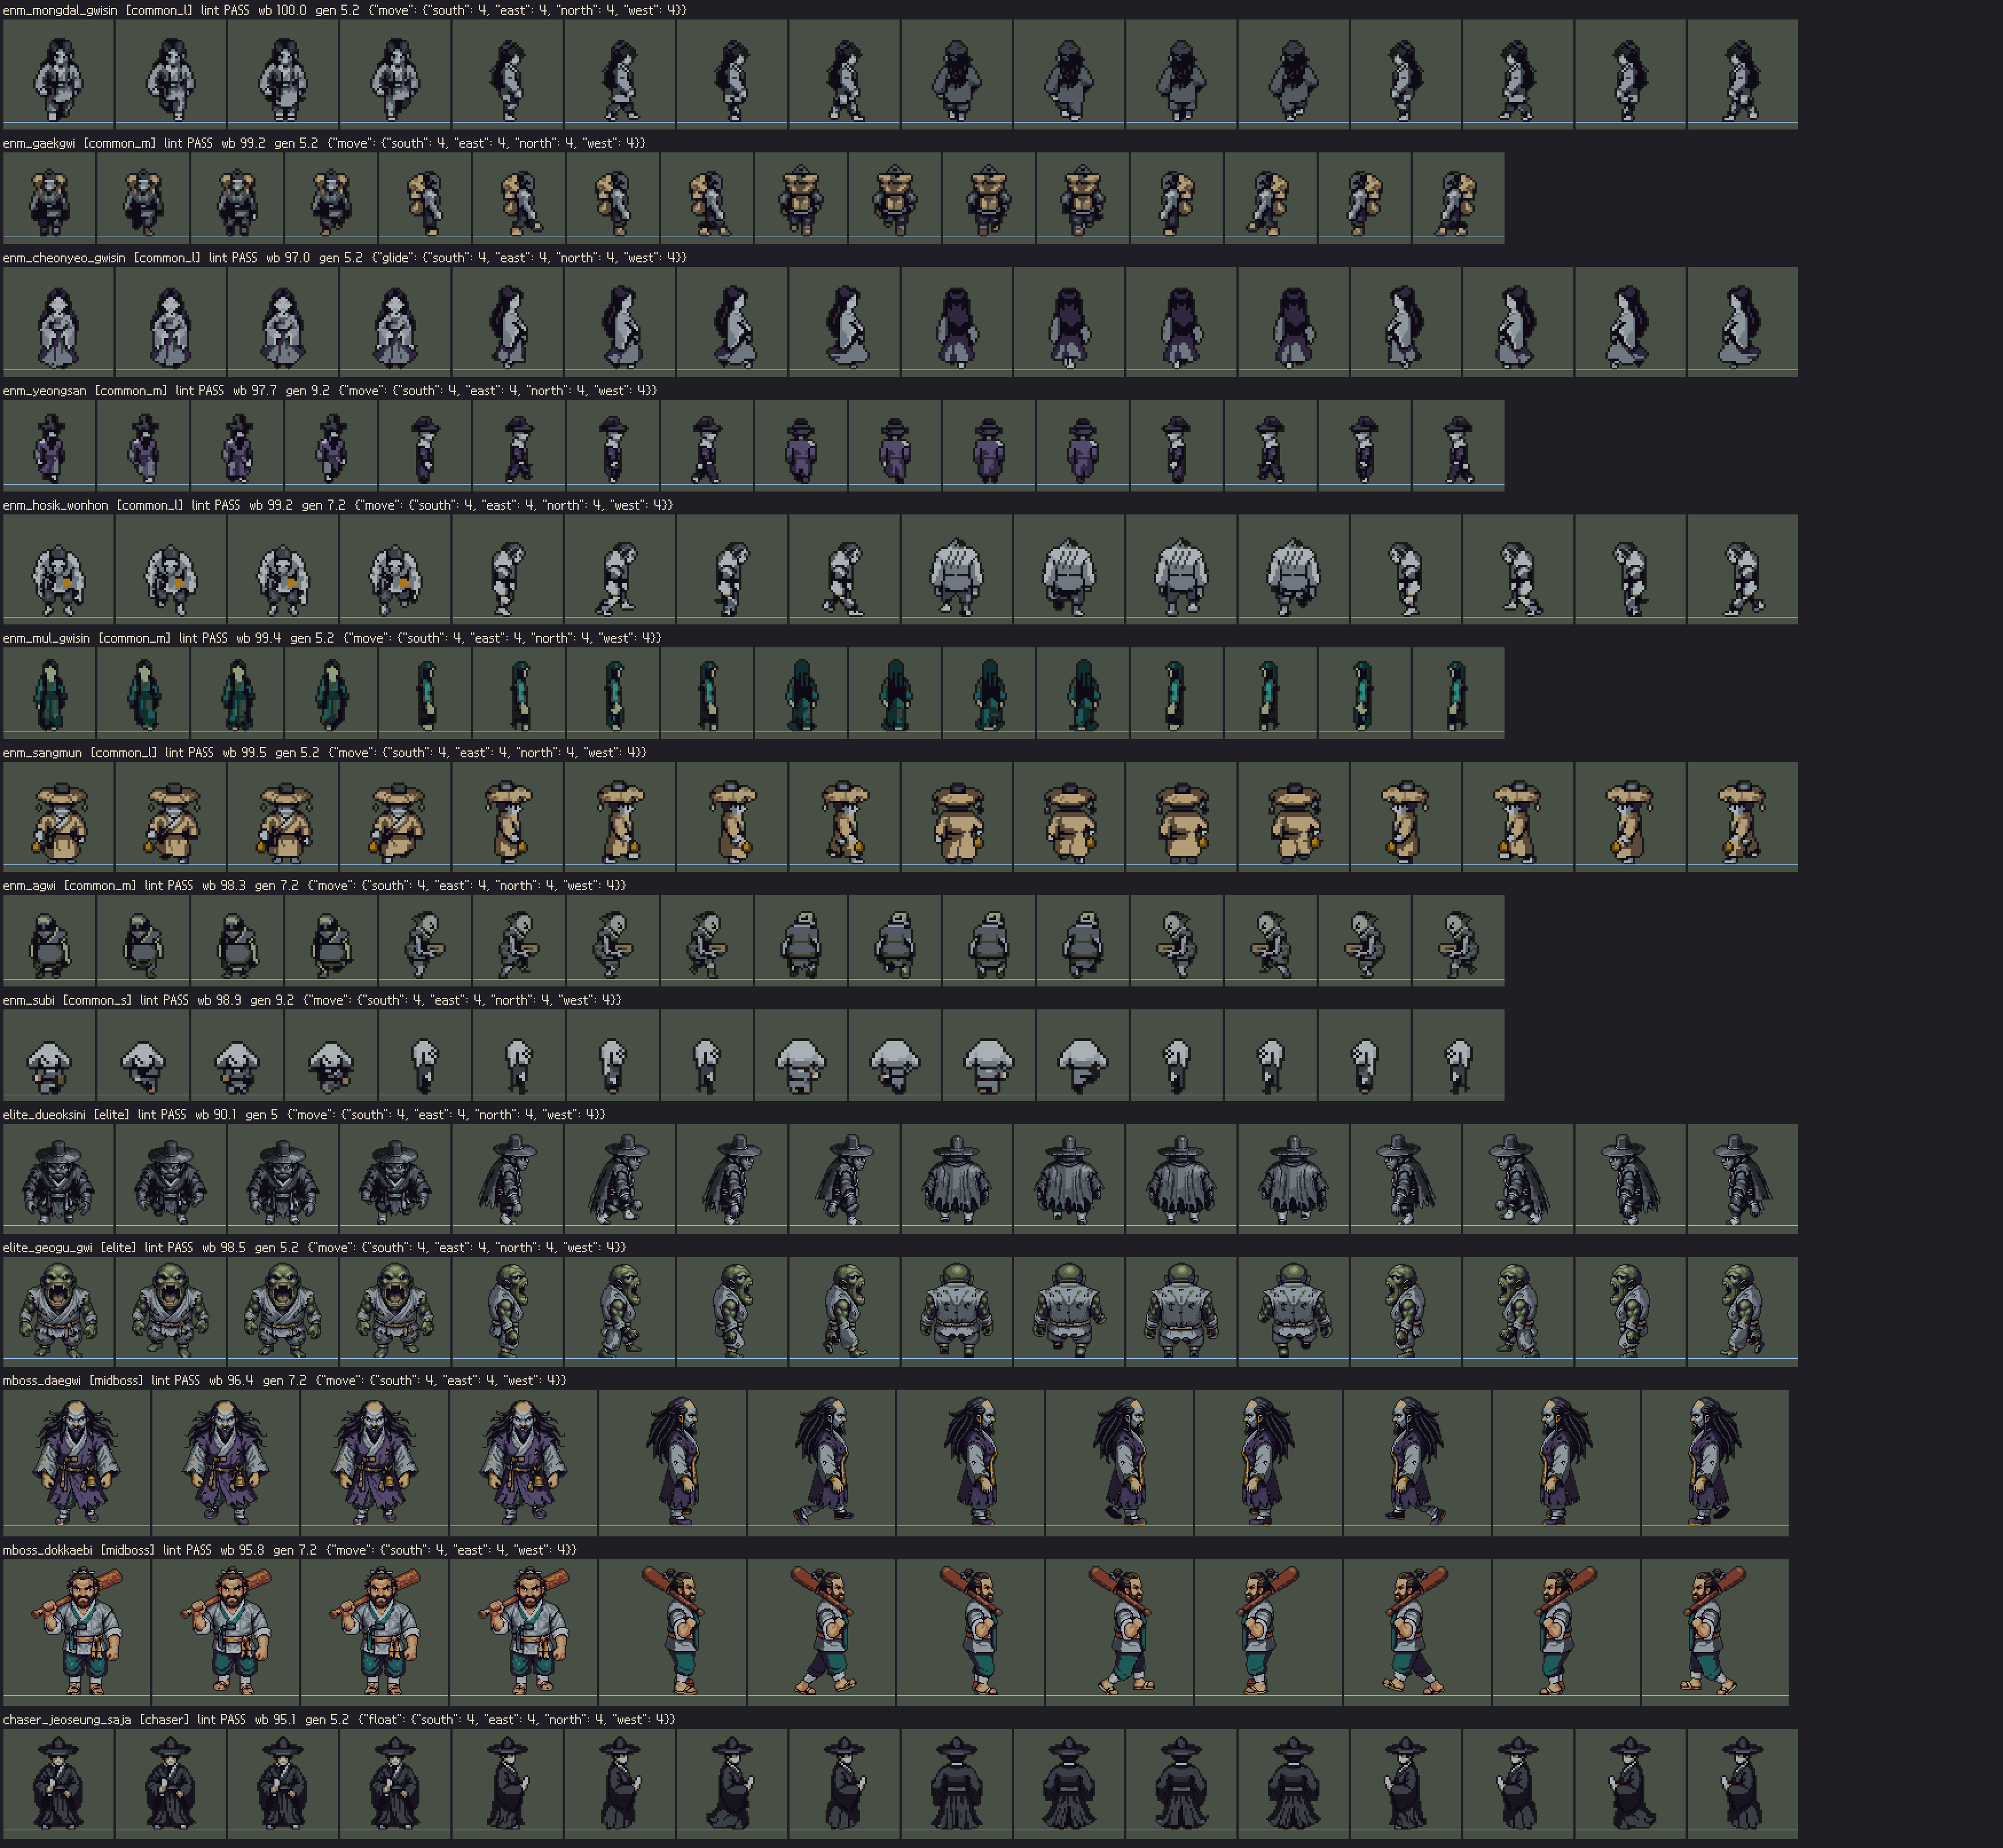 enm_mongdal_gwisin [common_l] lint PASS wb 100.0 gen 5.2 {"move": {"south": 4, "east": 4, "north": 4, "west": 4}}
enm_gaekgwi [common_m] lint PASS wb 99.2 gen 5.2 {"move": {"south": 4, "east": 4, "north": 4, "west": 4}}
enm_cheonyeo_gwisin [common_l] lint PASS wb 97.0 gen 5.2 {"glide": {"south": 4, "east": 4, "north": 4, "west": 4}}
enm_yeongsan [common_m] lint PASS wb 97.7 gen 9.2 {"move": {"south": 4, "east": 4, "north": 4, "west": 4}}
enm_hosik_wonhon [common_l] lint PASS wb 99.2 gen 7.2 {"move": {"south": 4, "east": 4, "north": 4, "west": 4}}
enm_mul_gwisin [common_m] lint PASS wb 99.4 gen 5.2 {"move": {"south": 4, "east": 4, "north": 4, "west": 4}}
enm_sangmun [common_l] lint PASS wb 99.5 gen 5.2 {"move": {"south": 4, "east": 4, "north": 4, "west": 4}}
enm_agwi [common_m] lint PASS wb 98.3 gen 7.2 {"move": {"south": 4, "east": 4, "north": 4, "west": 4}}
enm_subi [common_s] lint PASS wb 98.9 gen 9.2 {"move": {"south": 4, "east": 4, "north": 4, "west": 4}}
elite_dueoksini [elite] lint PASS wb 90.1 gen 5 {"move": {"south": 4, "east": 4, "north": 4, "west": 4}}
elite_geogu_gwi [elite] lint PASS wb 98.5 gen 5.2 {"move": {"south": 4, "east": 4, "north": 4, "west": 4}}
mboss_daegwi [midboss] lint PASS wb 96.4 gen 7.2 {"move": {"south": 4, "east": 4, "west": 4}}
mboss_dokkaebi [midboss] lint PASS wb 95.8 gen 7.2 {"move": {"south": 4, "east": 4, "west": 4}}
chaser_jeoseung_saja [chaser] lint PASS wb 95.1 gen 5.2 {"float": {"south": 4, "east": 4, "north": 4, "west": 4}}